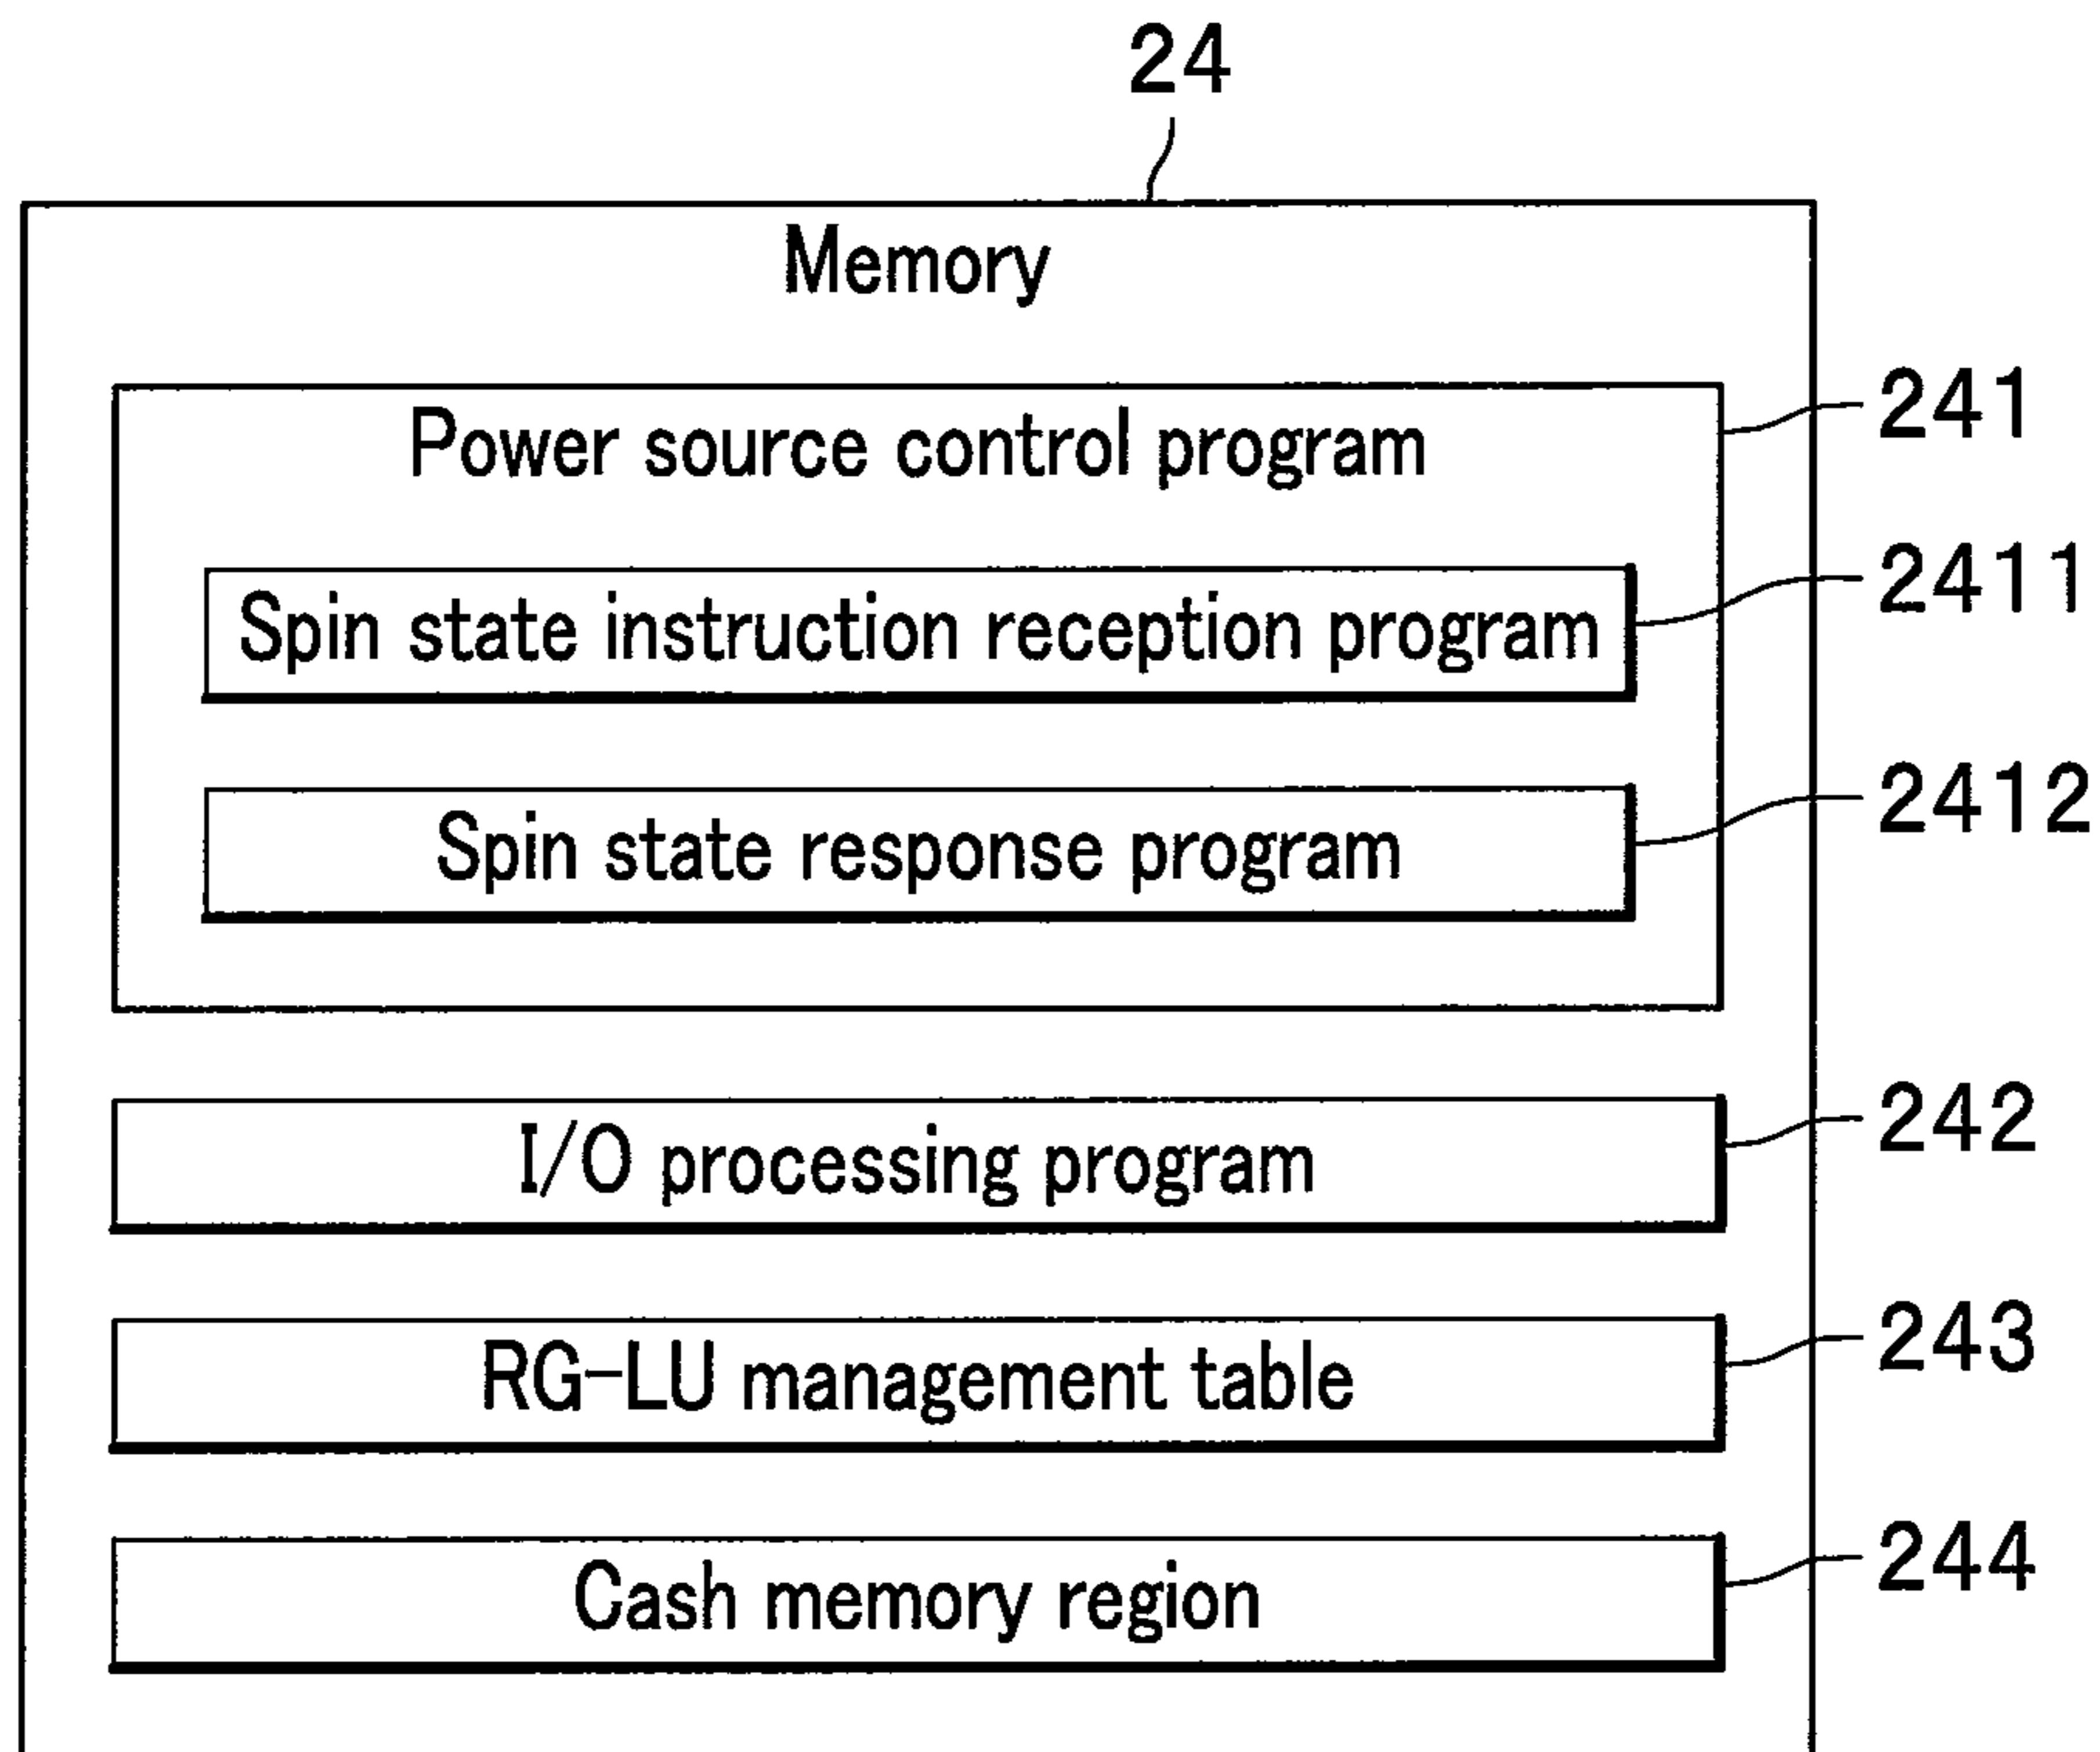 24
Memory
Power source control program
241
Spin state instruction reception program
2411
Spin state response program
2412
I/O processing program
242
RG-LU management table
243
Cash memory region
244